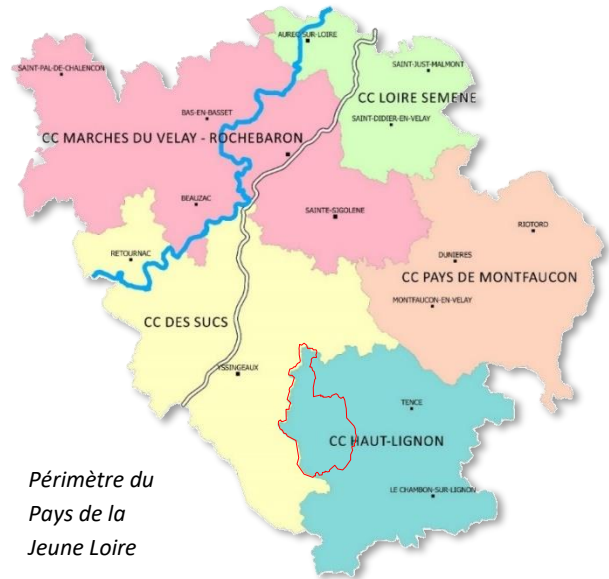 AUREC-SUR-LOIRE
SAINT-PAL-DE-CHALENCON
SAINT-JUST-MALMONT
CC LOIRE SEMENE
BAS-EN-BASSET
SAINT-DIDIER-EN-VELAY
CC MARCHES DU VELAY - ROCHEBARON
BEAUZAC
SAINTE-SIGOLENE
RIOTORD
RETOURNAC
DUNIERES
CC PAYS DE MONTFAUCON
MONTFAUCON-EN-VELAY
CC DES SUCS
YSSINGEAUX
TENCE
CC HAUT-LIGNON
LE CHAMBON-SUR-LIGNON
Périmètre du
Pays de la
Jeune Loire